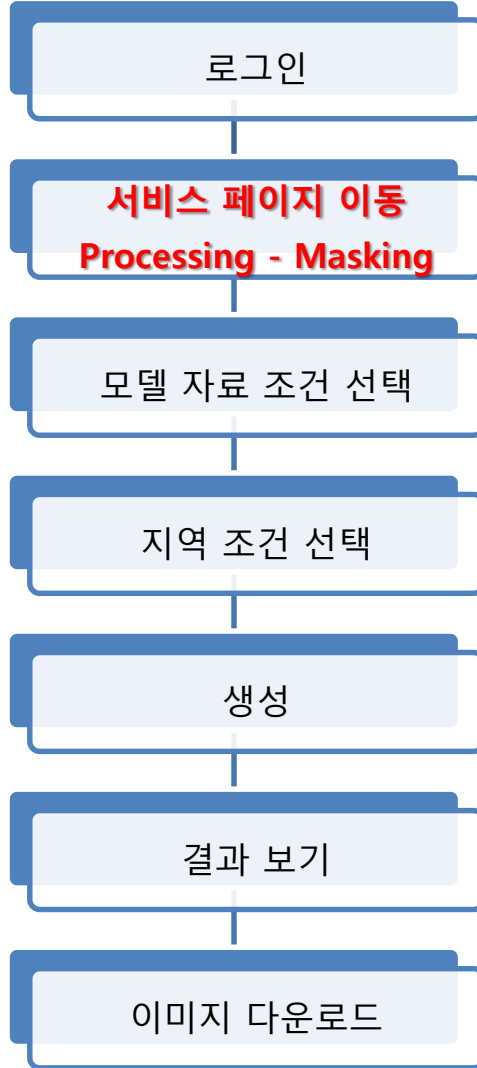 로그인
서비스 페이지 이동
Processing - Masking
모델 자료 조건 선택
지역 조건 선택
생성
결과 보기
이미지 다운로드